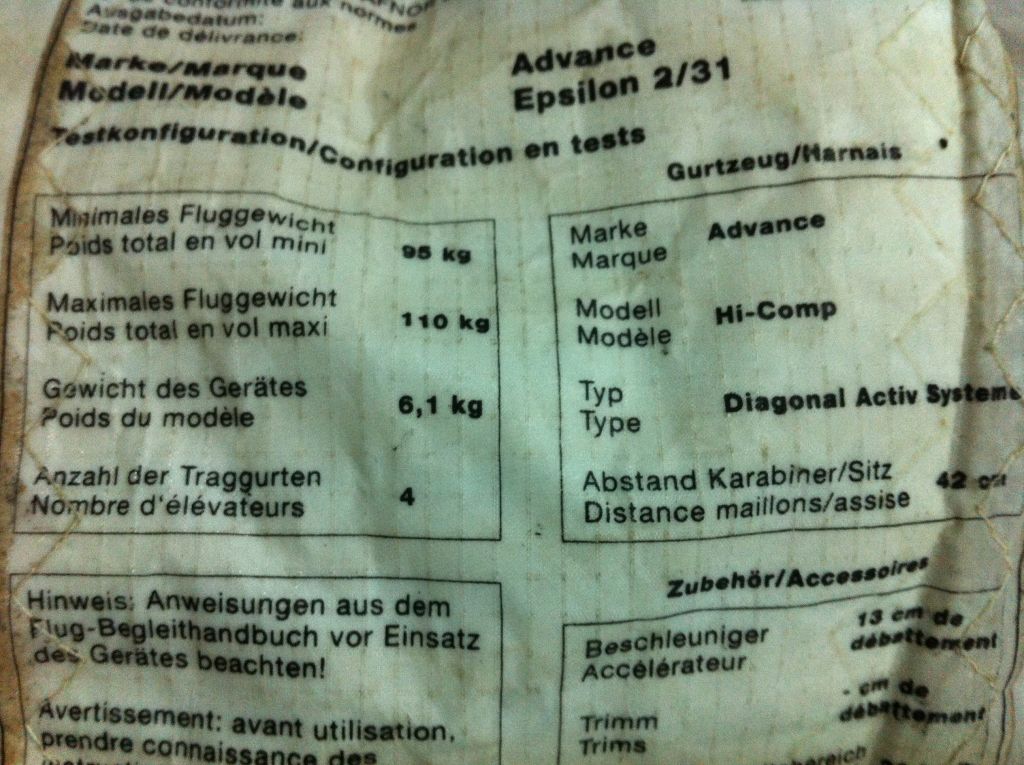 conformité aux normes
Ausgabedatum:
Date de délivrance:
Marke/Marque Advance
Modell/Modèle Epsilon 2/31
Testkonfiguration/Configuration en tests
Gurtzeug/Harnais
Minimales Fluggewicht
Poids total en vol mini 95 kg
Maximales Fluggewicht
Poids total en vol maxi 110 kg
Gewicht des Gerätes
Poids du modèle 6,1 kg
Anzahl der Traggurten
Nombre d'élévateurs 4
Marke Advance
Marque
Modell Hi-Comp
Modèle
Typ Diagonal Activ Systeme
Type
Abstand Karabiner/Sitz 42 cm
Distance maillons/assise
Hinweis: Anweisungen aus dem
Flug-Begleithandbuch vor Einsatz
des Gerätes beachten!
Avertissement: avant utilisation,
prendre connaissance des
Zubehör/Accessoires
Beschleuniger 13 cm de
Accélérateur débattement
Trimm - cm de
Trims débattement